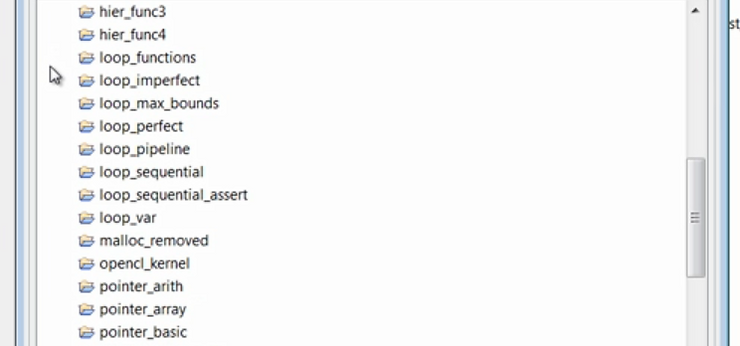 hier_func3
hier_func4
loop_functions
loop_imperfect
loop_max_bounds
loop_perfect
loop_pipeline
loop_sequential
loop_sequential_assert
loop_var
malloc_removed
opencl_kernel
pointer_arith
pointer_array
pointer_basic
st